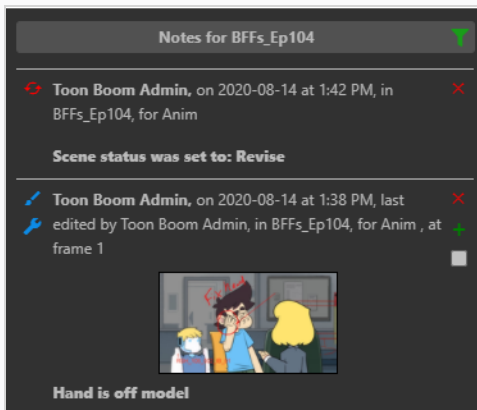 Notes for BFFs_Ep104
Toon Boom Admin, on 2020-08-14 at 1:42 PM, in
BFFs_Ep104, for Anim
Scene status was set to: Revise
Toon Boom Admin, on 2020-08-14 at 1:38 PM, last
edited by Toon Boom Admin, in BFFs_Ep104, for Anim , at
frame 1
Hand is off model